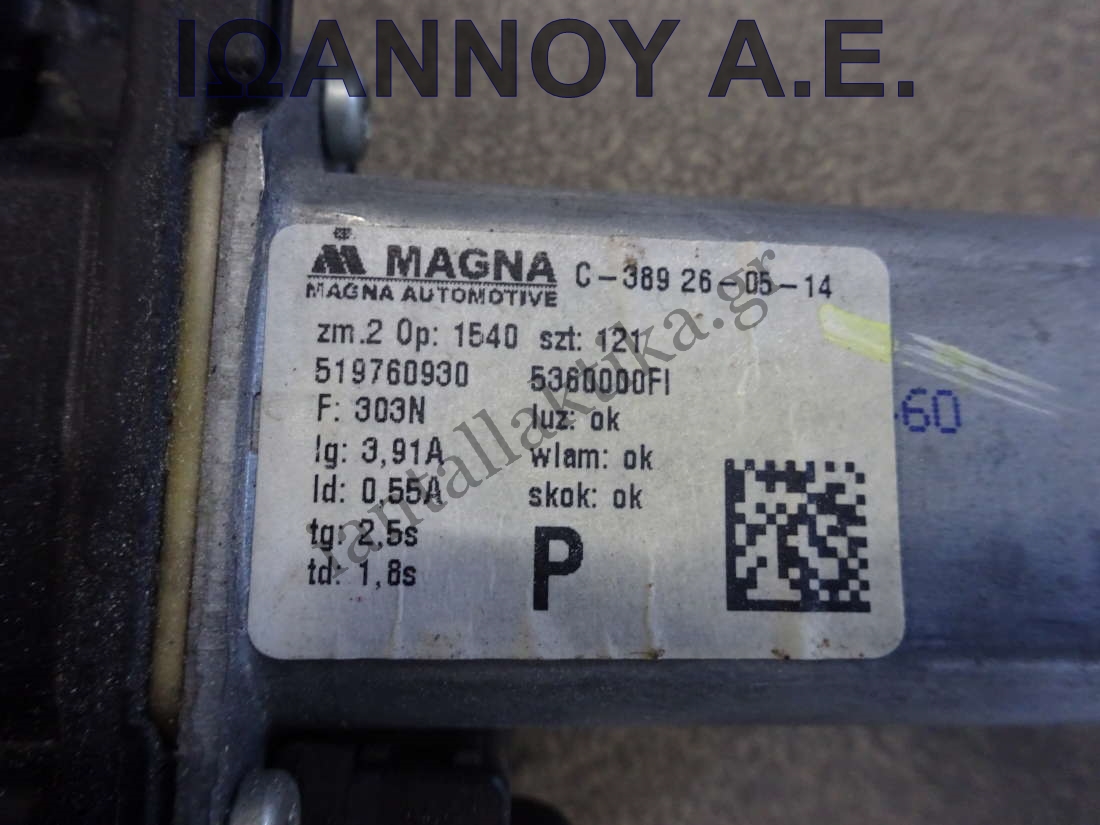 ΙΩΑΝΝΟΥ Α.Ε.
MAGNA
MAGNA AUTOMOTIVE
C-389 26-05-14
zm.2 Op: 1540 szt: 121
519760930 5360000FI
F: 303N luz: ok
Ig: 3,91A wlam: ok
Id: 0,55A skok: ok
tg: 2,5s
td: 1,8s
P
60
antallaktika.gr